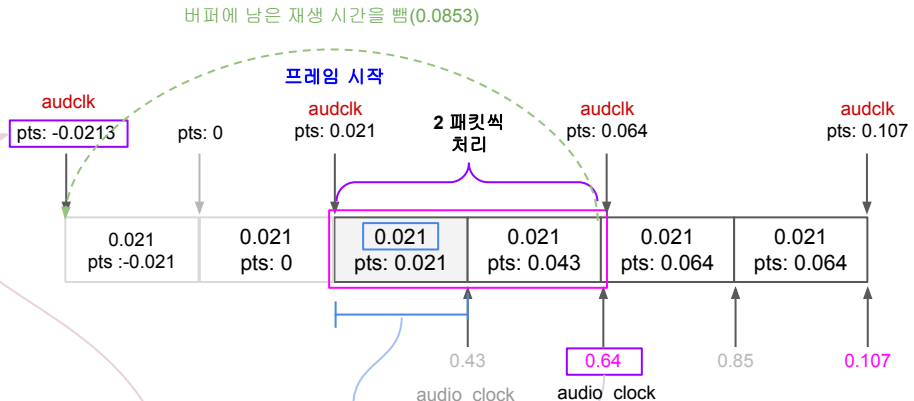 버퍼에 남은 재생 시간을 뺌(0.0853)
프레임 시작
audclk
pts: -0.0213
pts: 0
audclk
pts: 0.021
2 패킷씩
처리
audclk
pts: 0.064
audclk
pts: 0.107
0.021
pts :-0.021
0.021
pts: 0
0.021
pts: 0.021
0.021
pts: 0.043
0.021
pts: 0.064
0.021
pts: 0.064
0.43
audio_clock
0.64
audio_clock
0.85
0.107